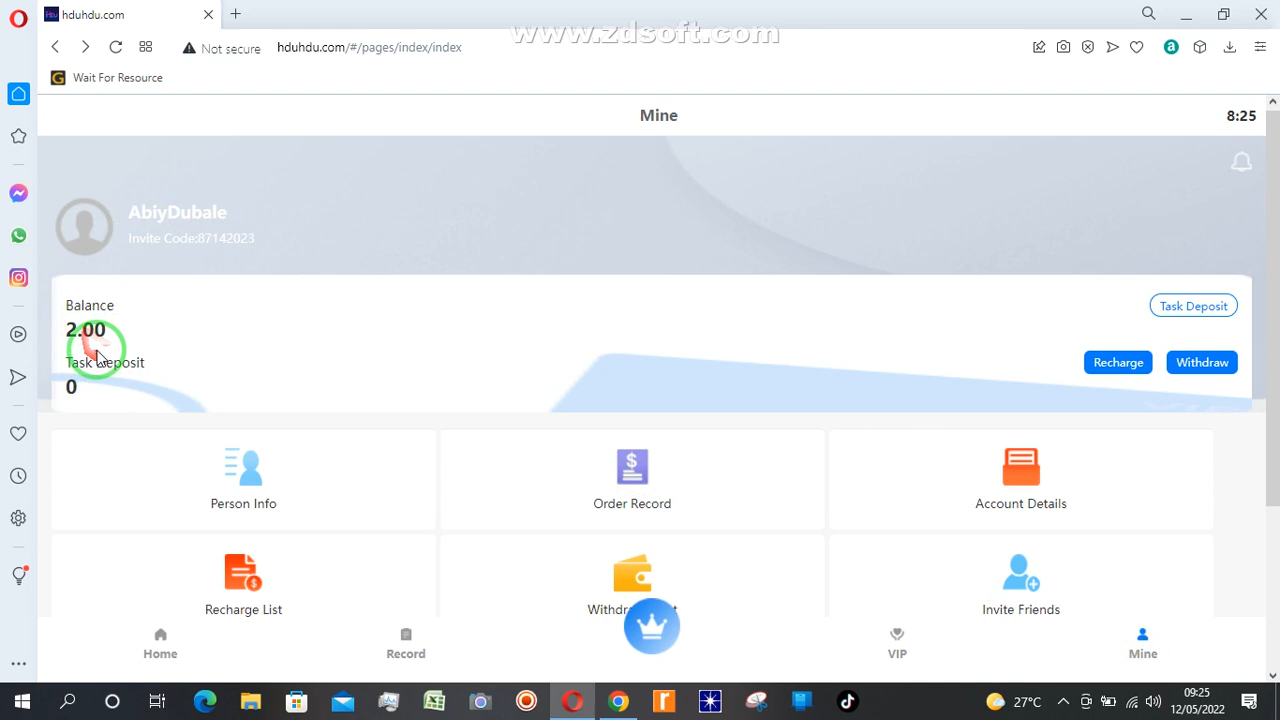 hduhdu.com
www.zdsoft.com
Not secure hduhdu.com/#/pages/index/index
Wait For Resource
Mine 8:25
AbiyDubale
Invite Code:87142023
Balance
Task Deposit
2.00
Task Deposit
Recharge Withdraw
0
Person Info Order Record Account Details
Recharge List Invite Friends
Home Record VIP Mine
27°C
09:25
12/05/2022